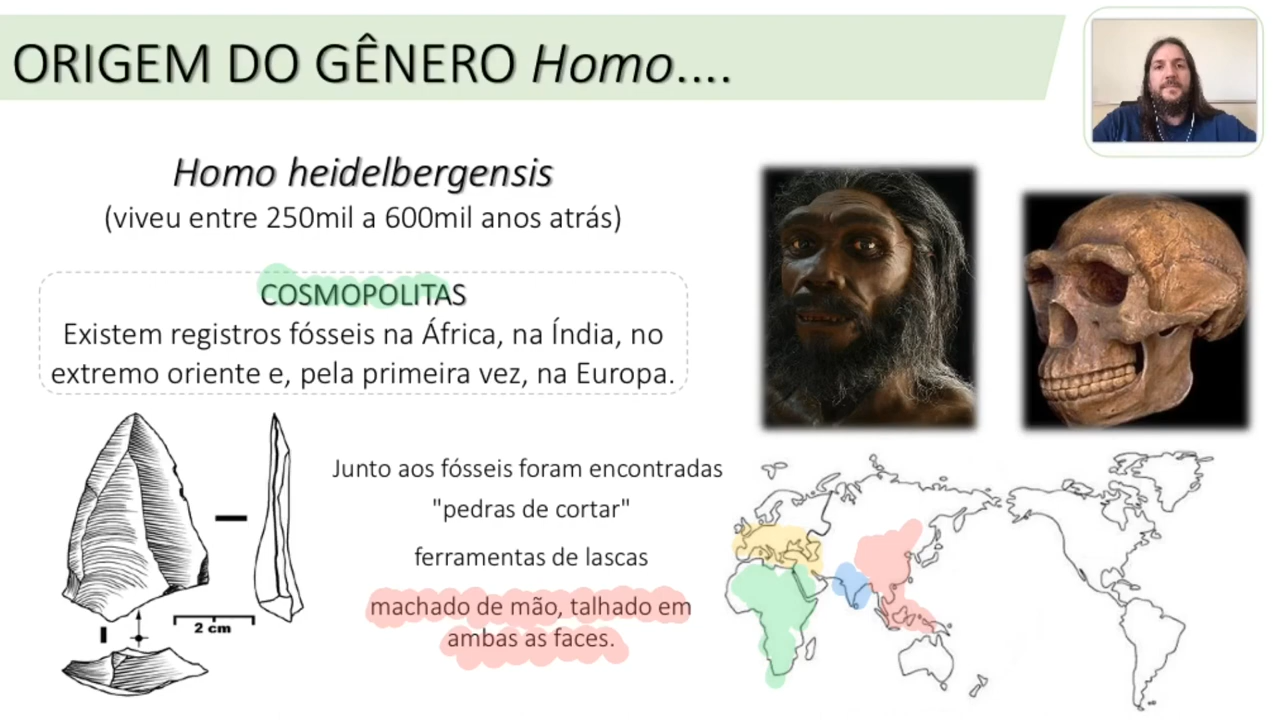 ORIGEM DO GÊNERO Homo....
Homo heidelbergensis
(viveu entre 250mil a 600mil anos atrás)
COSMOPOLITAS
Existem registros fósseis na África, na Índia, no
extremo oriente e, pela primeira vez, na Europa.
Junto aos fósseis foram encontradas
"pedras de cortar"
ferramentas de lascas
machado de mão, talhado em
ambas as faces.
2 cm